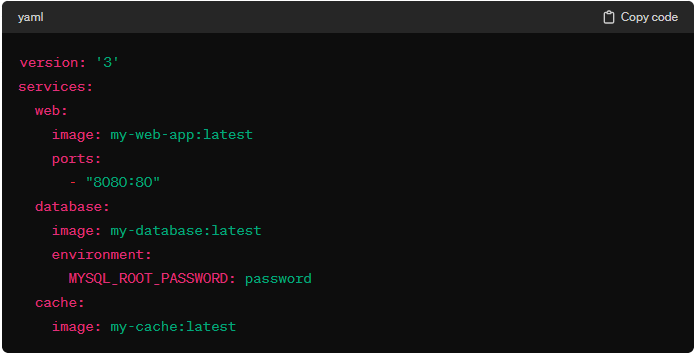 yaml
Copy code
version: '3'
services:
  web:
    image: my-web-app:latest
    ports:
      - "8080:80"
  database:
    image: my-database:latest
    environment:
      MYSQL_ROOT_PASSWORD: password
  cache:
    image: my-cache:latest